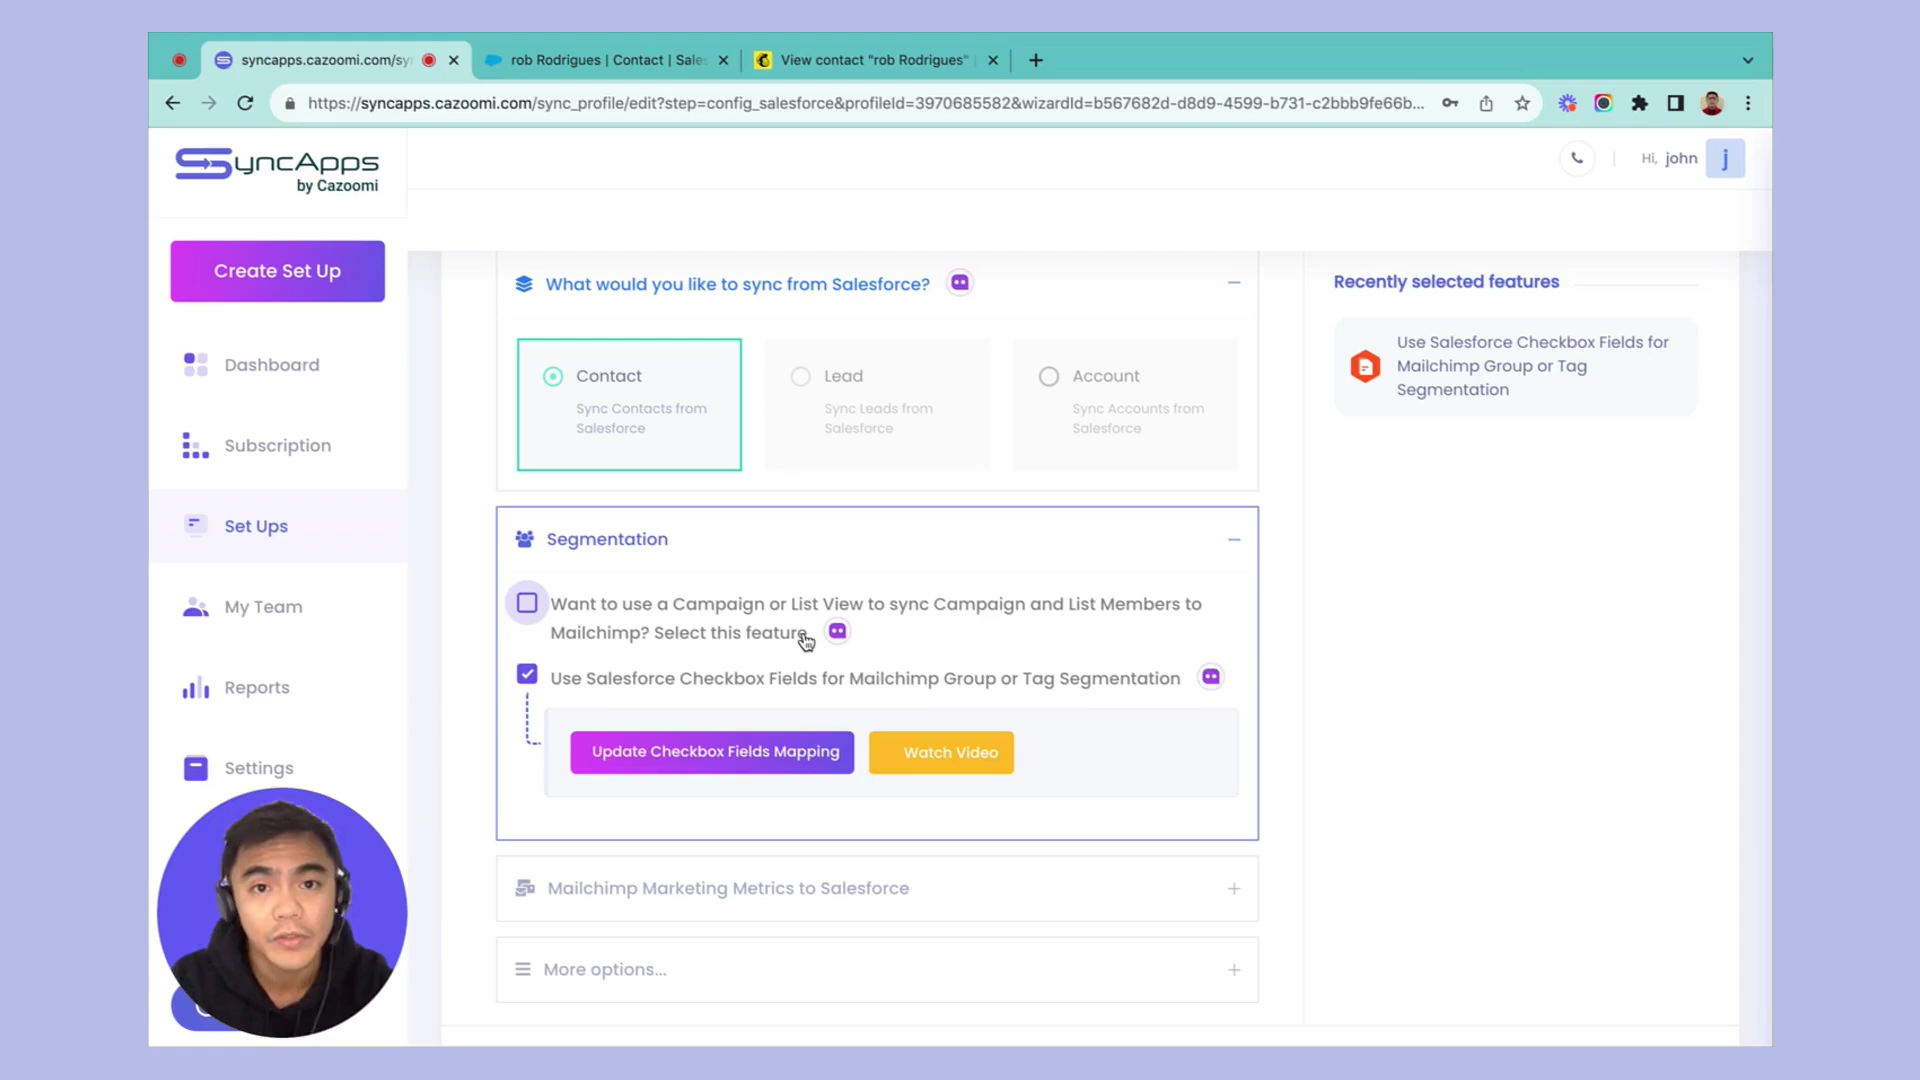 syncapps.cazoomi.com/sy
rob Rodrigues | Contact | Sales
View contact "rob Rodrigues"
https://syncapps.cazoomi.com/sync_profile/edit?step=config_salesforce&profileId=3970685582&wizardId=b567682d-d8d9-4599-b731-c2bbb9fe66b...
SyncApps
by Cazoomi
Hi, john
j
Create Set Up
Dashboard
Subscription
Set Ups
My Team
Reports
Settings
What would you like to sync from Salesforce?
Contact
Sync Contacts from
Salesforce
Lead
Sync Leads from
Salesforce
Account
Sync Accounts from
Salesforce
Segmentation
Want to use a Campaign or List View to sync Campaign and List Members to
Mailchimp? Select this feature.
Use Salesforce Checkbox Fields for Mailchimp Group or Tag Segmentation
Update Checkbox Fields Mapping
Watch Video
Mailchimp Marketing Metrics to Salesforce
More options...
Recently selected features
Use Salesforce Checkbox Fields for
Mailchimp Group or Tag
Segmentation